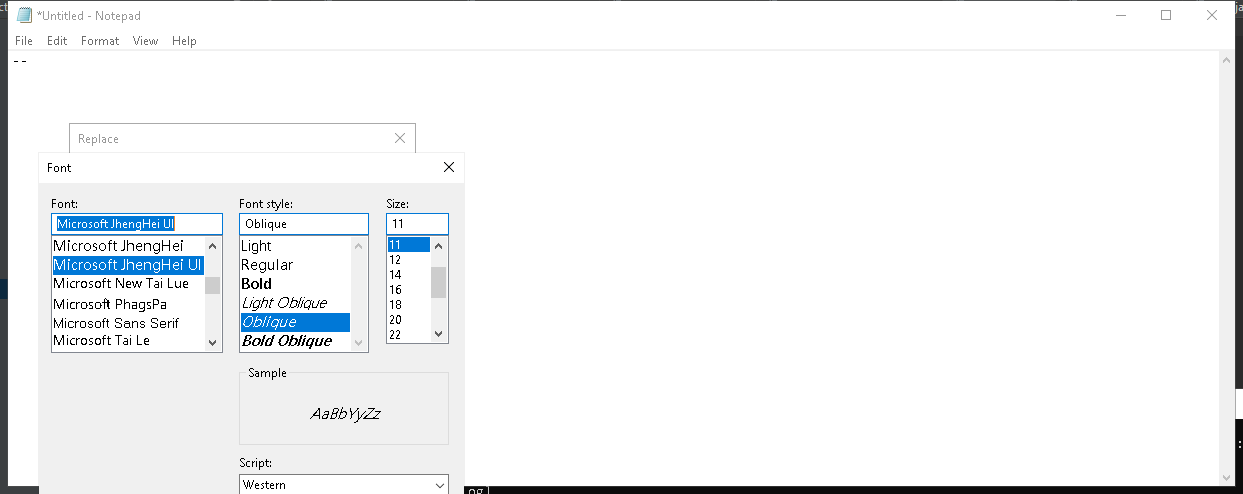 *Untitled - Notepad
File Edit Format View Help
--
Replace
Font
Font: Font style: Size:
Microsoft JhengHei UI Oblique 11
Microsoft JhengHei Light 11
Microsoft JhengHei UI Regular 12
Microsoft New Tai Lue Bold 14
Microsoft PhagsPa Light Oblique 16
Microsoft Sans Serif Oblique 18
Microsoft Tai Le Bold Oblique 20
22
Sample
AaBbYyZz
Script:
Western